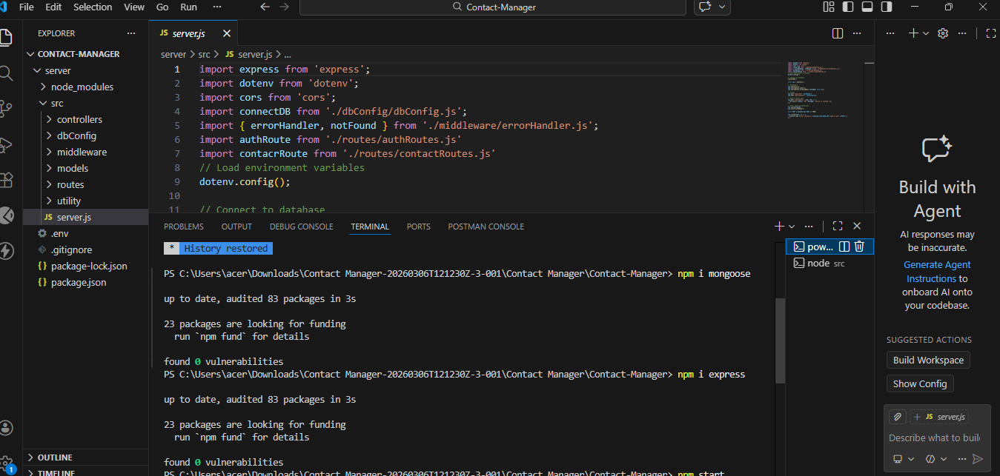 File Edit Selection View Go Run ··· Contact-Manager
EXPLORER ···
CONTACT-MANAGER
server
node_modules
src
controllers
dbConfig
middleware
models
routes
utility
JS server.js
.env
.gitignore
{} package-lock.json
{} package.json
OUTLINE
TIMELINE
1
JS server.js
server > src > JS server.js > ...
1 import express from 'express';
2 import dotenv from 'dotenv';
3 import cors from 'cors';
4 import connectDB from './dbConfig/dbConfig.js';
5 import { errorHandler, notFound } from './middleware/errorHandler.js';
6 import authRoute from './routes/authRoutes.js'
7 import contacrRoute from './routes/contactRoutes.js'
8 // Load environment variables
9 dotenv.config();
10
11 // Connect to database
PROBLEMS OUTPUT DEBUG CONSOLE TERMINAL PORTS POSTMAN CONSOLE
* History restored
PS C:\Users\acer\Downloads\Contact Manager-20260306T121230Z-3-001\Contact Manager\Contact-Manager> npm i mongoose
up to date, audited 83 packages in 3s
23 packages are looking for funding
run `npm fund` for details
found 0 vulnerabilities
PS C:\Users\acer\Downloads\Contact Manager-20260306T121230Z-3-001\Contact Manager\Contact-Manager> npm i express
up to date, audited 83 packages in 3s
23 packages are looking for funding
run `npm fund` for details
found 0 vulnerabilities
PS C:\Users\acer\Downloads\Contact Manager-20260306T121230Z-3-001\Contact Manager\Contact-Manager> npm start
pow...
node src
Build with
Agent
AI responses may
be inaccurate.
Generate Agent
Instructions to
onboard AI onto
your codebase.
SUGGESTED ACTIONS
Build Workspace
Show Config
+ JS server.js
Describe what to buil